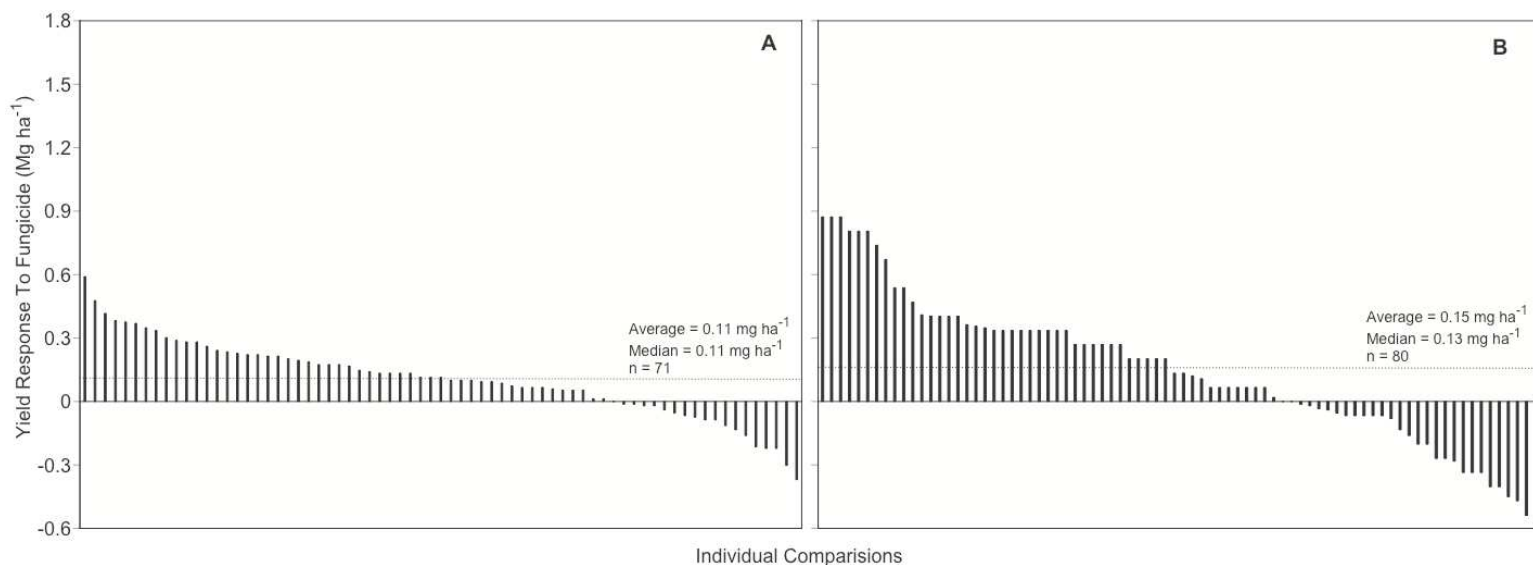 A
B
Yield Response To Fungicide (Mg ha⁻¹)
1.8
1.5
1.2
0.9
0.6
0.3
0
-0.3
-0.6
Average = 0.11 mg ha⁻¹
Median = 0.11 mg ha⁻¹
n = 71
Average = 0.15 mg ha⁻¹
Median = 0.13 mg ha⁻¹
n = 80
Individual Comparisions